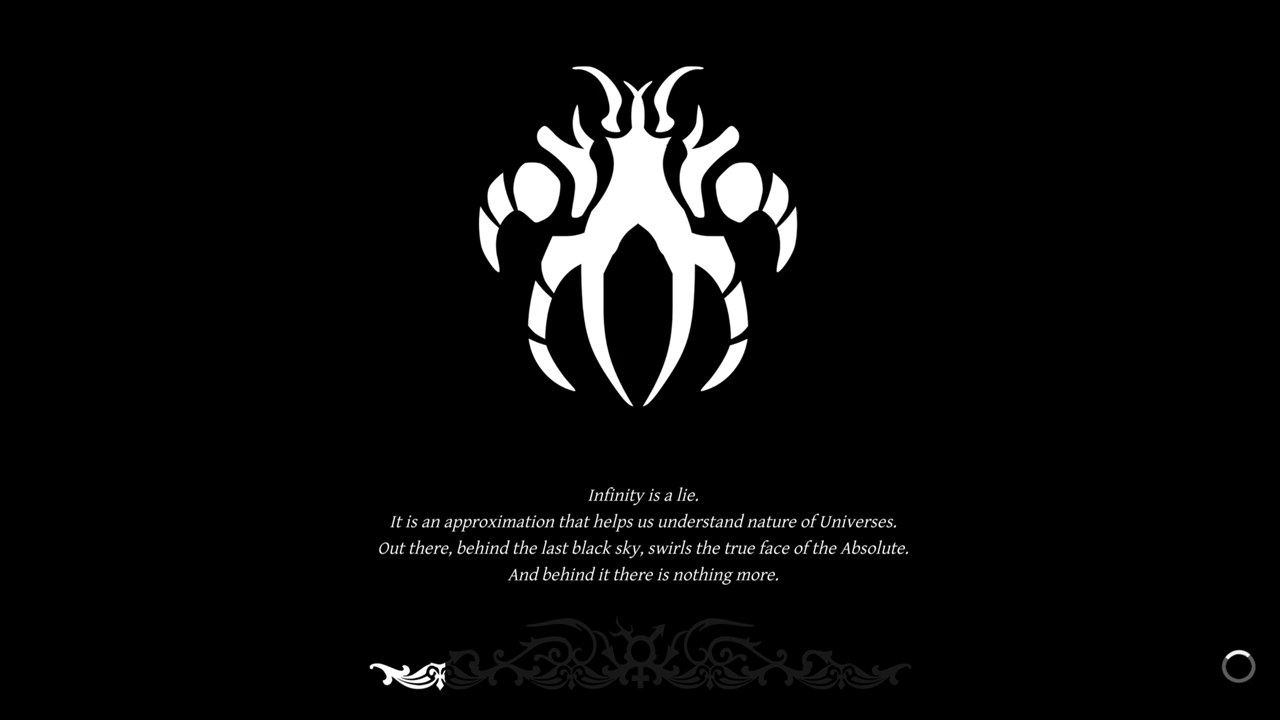 Infinity is a lie.
It is an approximation that helps us understand nature of Universes.
Out there, behind the last black sky, swirls the true face of the Absolute.
And behind it there is nothing more.